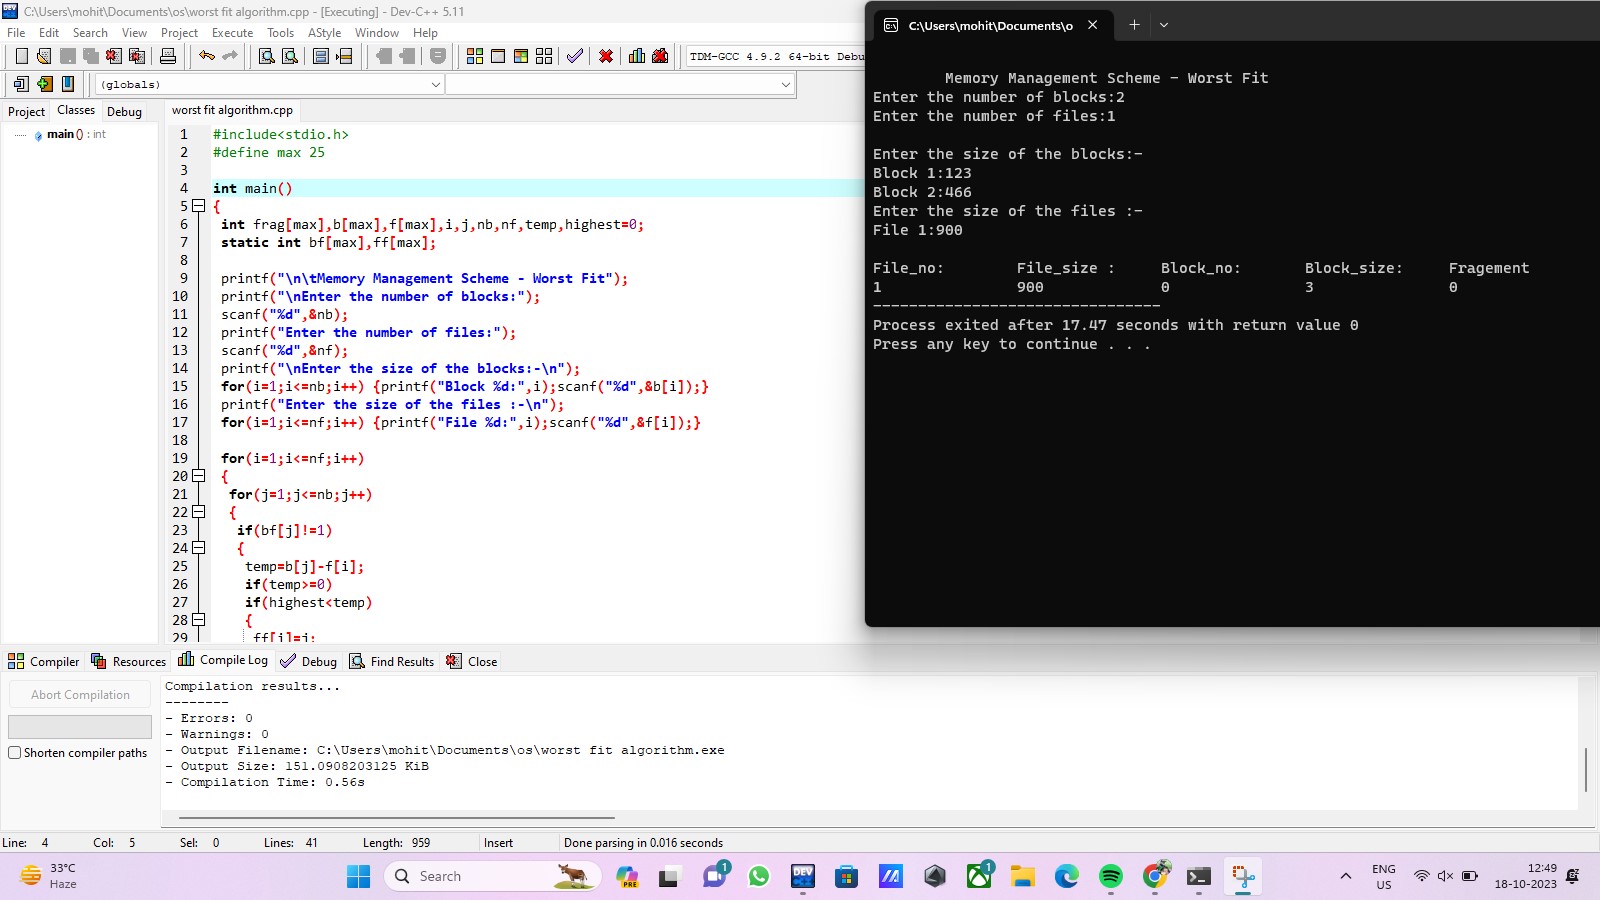 C:\Users\mohit\Documents\os\worst fit algorithm.cpp - [Executing] - Dev-C++ 5.11
File Edit Search View Project Execute Tools AStyle Window Help
TDM-GCC 4.9.2 64-bit Debu
(globals)
Project Classes Debug
main () : int
worst fit algorithm.cpp
1 #include<stdio.h>
2 #define max 25
3
4 int main()
5 {
6 int frag[max],b[max],f[max],i,j,nb,nf,temp,highest=0;
7 static int bf[max],ff[max];
8
9 printf("\n\tMemory Management Scheme - Worst Fit");
10 printf("\nEnter the number of blocks:");
11 scanf("%d",&nb);
12 printf("Enter the number of files:");
13 scanf("%d",&nf);
14 printf("\nEnter the size of the blocks:-\n");
15 for(i=1;i<=nb;i++) {printf("Block %d:",i);scanf("%d",&b[i]);}
16 printf("Enter the size of the files :-\n");
17 for(i=1;i<=nf;i++) {printf("File %d:",i);scanf("%d",&f[i]);}
18
19 for(i=1;i<=nf;i++)
20 {
21 for(j=1;j<=nb;j++)
22 {
23 if(bf[j]!=1)
24 {
25 temp=b[j]-f[i];
26 if(temp>=0)
27 if(highest<temp)
28 {
29 ff[i]=j;
C:\Users\mohit\Documents\o
Memory Management Scheme - Worst Fit
Enter the number of blocks:2
Enter the number of files:1
Enter the size of the blocks:-
Block 1:123
Block 2:466
Enter the size of the files :-
File 1:900
File_no: File_size : Block_no: Block_size: Fragement
1 900 0 3 0
--------------------------------
Process exited after 17.47 seconds with return value 0
Press any key to continue . . .
Compiler Resources Compile Log Debug Find Results Close
Abort Compilation
Shorten compiler paths
Compilation results...
--------
- Errors: 0
- Warnings: 0
- Output Filename: C:\Users\mohit\Documents\os\worst fit algorithm.exe
- Output Size: 151.0908203125 KiB
- Compilation Time: 0.56s
Line: 4 Col: 5 Sel: 0 Lines: 41 Length: 959 Insert Done parsing in 0.016 seconds
33°C
Haze
Search
PRE
1
DEV
1
ENG
US
12:49
18-10-2023